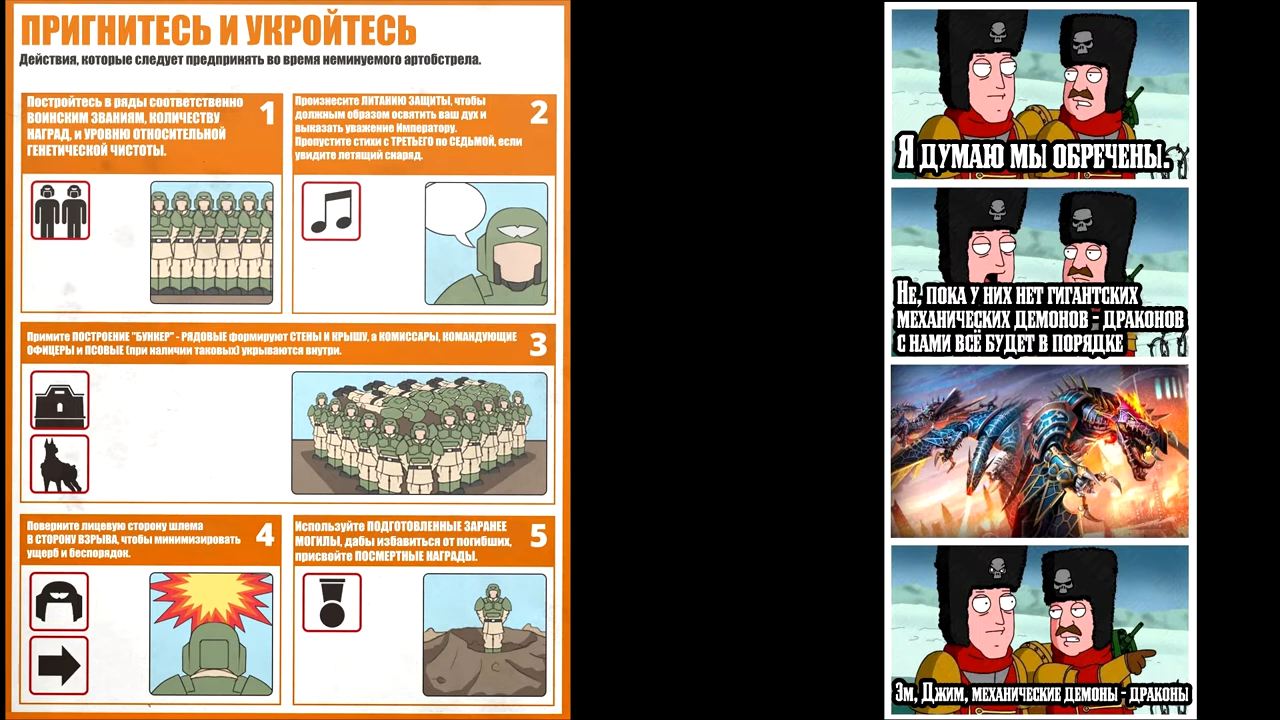 ПРИГНИТЕСЬ И УКРОЙТЕСЬ
Действия, которые следует предпринять во время неминуемого артобстрела.
Постройтесь в ряды соответственно
ВОИНСКИМ ЗВАНИЯМ, КОЛИЧЕСТВУ
НАГРАД, и УРОВНЮ ОТНОСИТЕЛЬНОЙ
ГЕНЕТИЧЕСКОЙ ЧИСТОТЫ.
1
Произнесите ЛИТАНИЮ ЗАЩИТЫ, чтобы
должным образом освятить ваш дух и
выказать уважение Императору.
Пропустите стихи с ТРЕТЬЕГО по СЕДЬМОЙ, если
увидите летящий снаряд.
2
Примите ПОСТРОЕНИЕ "БУНКЕР" - РЯДОВЫЕ формируют СТЕНЫ И КРЫШУ, а КОМИССАРЫ, КОМАНДУЮЩИЕ
ОФИЦЕРЫ и ПСОВЫЕ (при наличии таковых) укрываются внутри.
3
Поверните лицевую сторону шлема
В СТОРОНУ ВЗРЫВА, чтобы минимизировать
ущерб и беспорядок.
4
Используйте ПОДГОТОВЛЕННЫЕ ЗАРАНЕЕ
МОГИЛЫ, дабы избавиться от погибших,
присвойте ПОСМЕРТНЫЕ НАГРАДЫ.
5
Я ДУМАЮ МЫ ОБРЕЧЕНЫ.
НЕ, ПОКА У НИХ НЕТ ГИГАНТСКИХ
МЕХАНИЧЕСКИХ ДЕМОНОВ - ДРАКОНОВ
С НАМИ ВСЁ БУДЕТ В ПОРЯДКЕ
ЭМ, ДЖИМ, МЕХАНИЧЕСКИЕ ДЕМОНЫ - ДРАКОНЫ